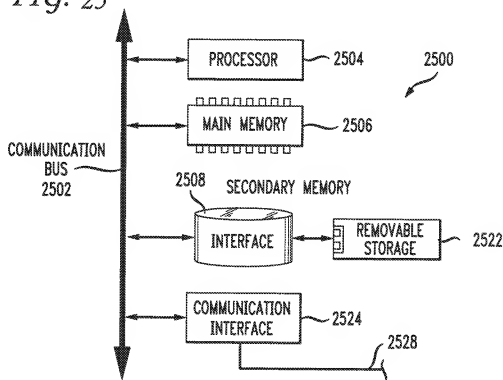 Fig. 25
PROCESSOR
2504
2500
MAIN MEMORY
2506
COMMUNICATION
BUS
2502
2508
SECONDARY MEMORY
INTERFACE
REMOVABLE
STORAGE
2522
COMMUNICATION
INTERFACE
2524
2528